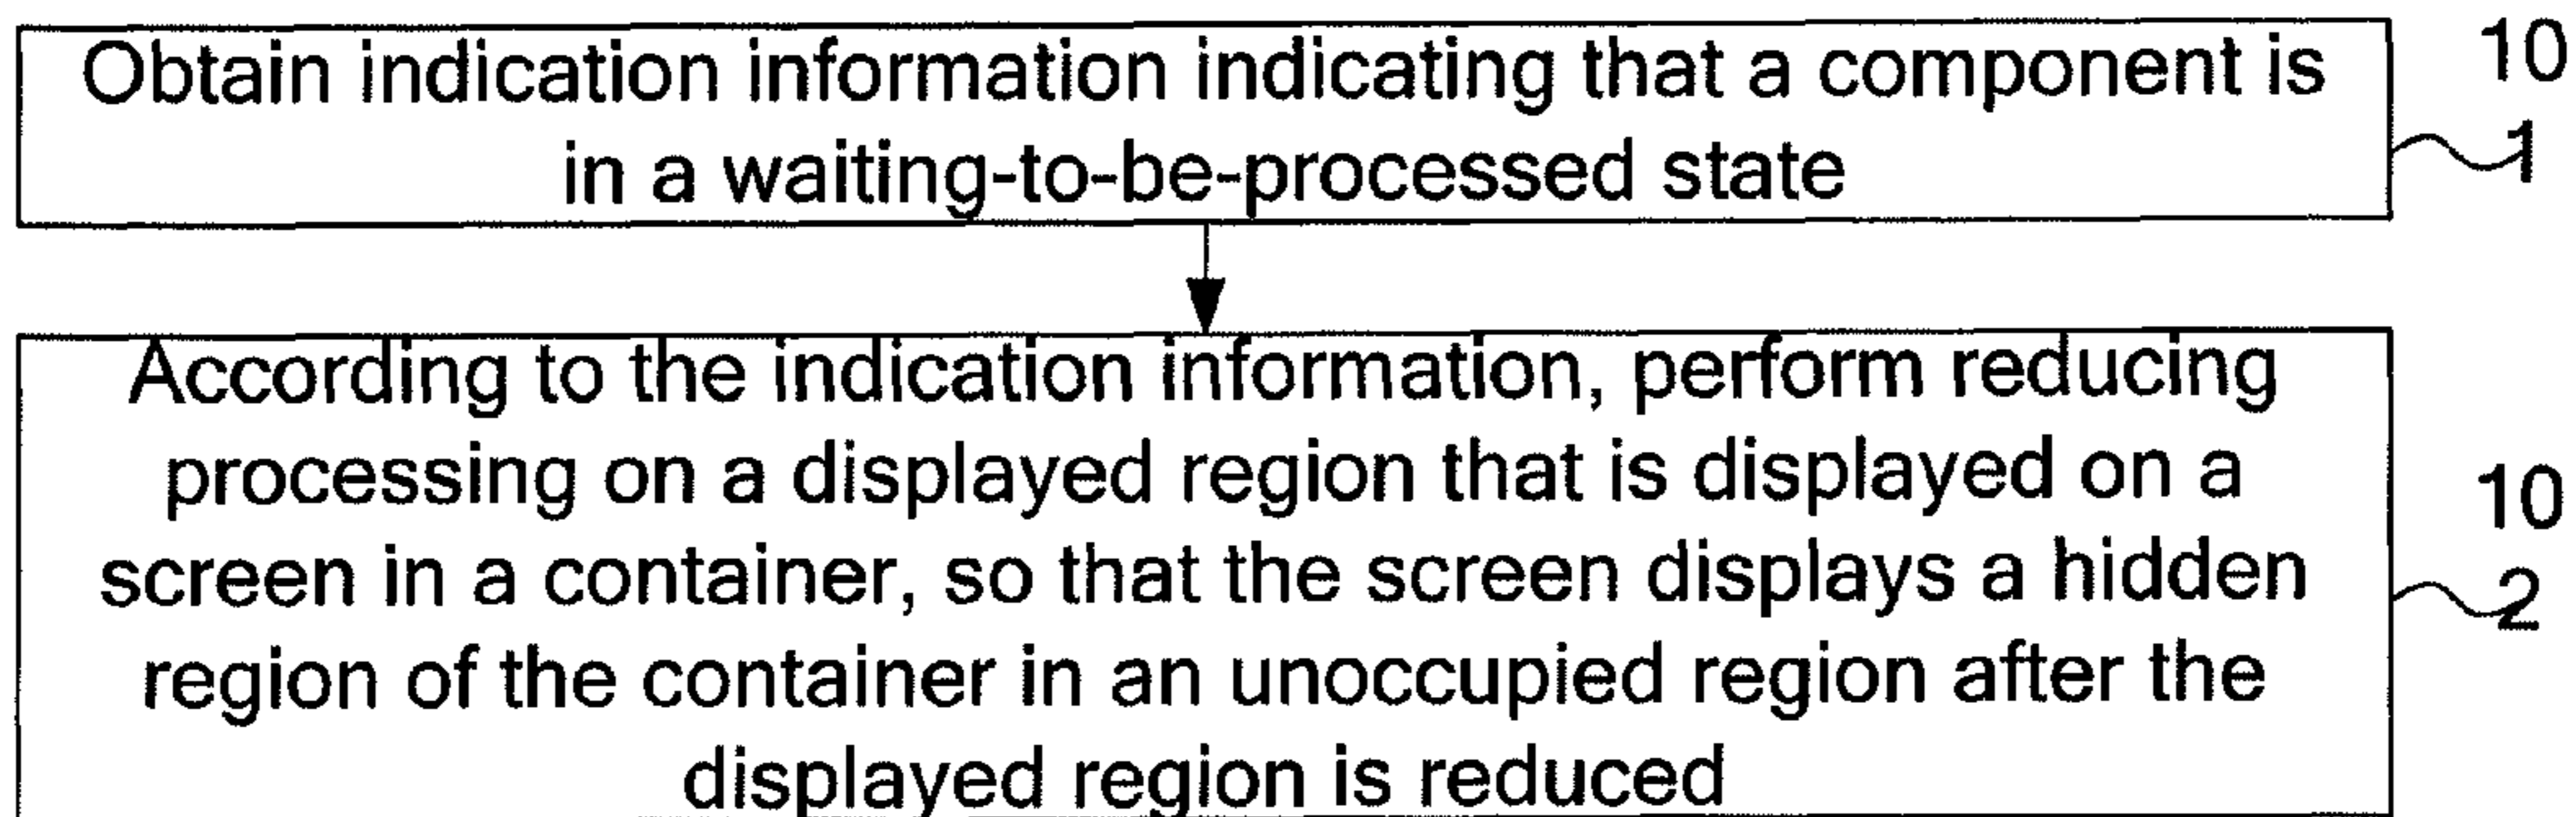 Obtain indication information indicating that a component is
in a waiting-to-be-processed state
10
1
According to the indication information, perform reducing
processing on a displayed region that is displayed on a
screen in a container, so that the screen displays a hidden
region of the container in an unoccupied region after the
displayed region is reduced
10
2